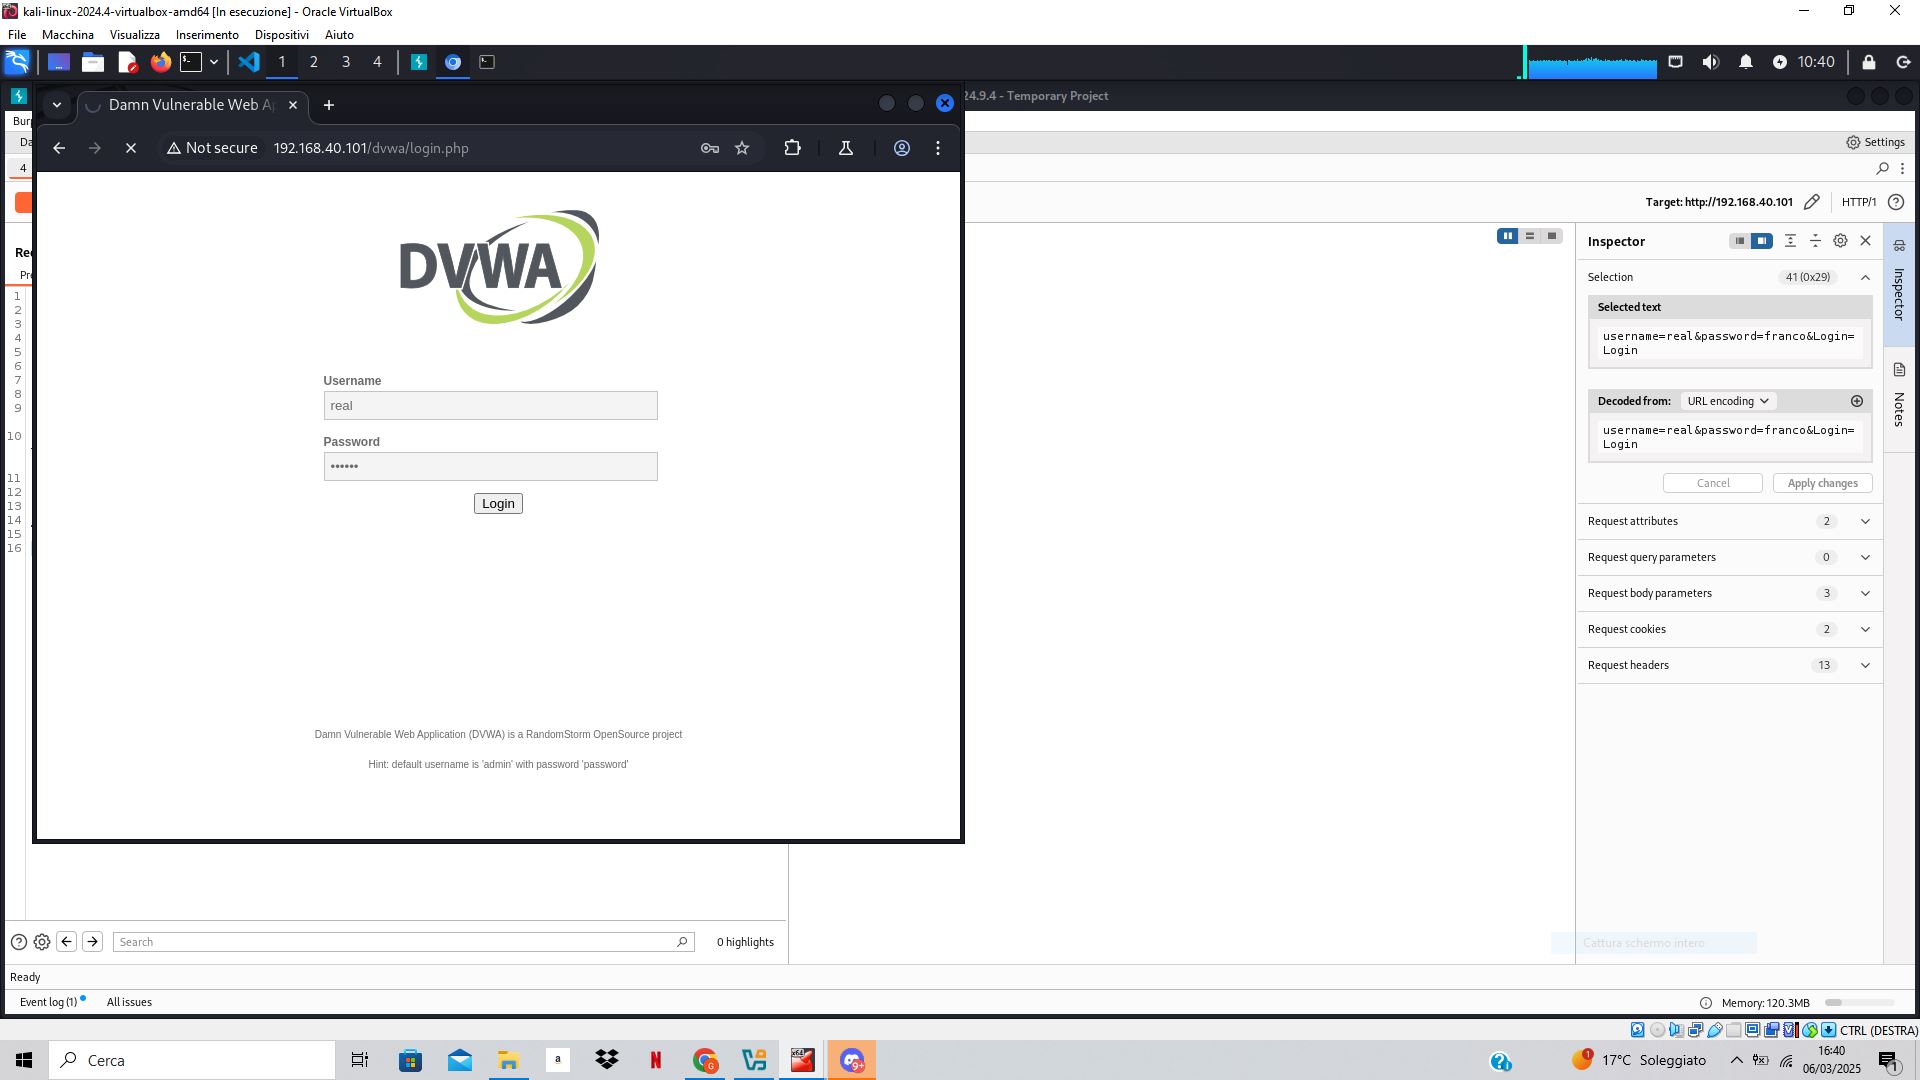 kali-linux-2024.4-virtualbox-amd64 [In esecuzione] - Oracle VirtualBox
File Macchina Visualizza Inserimento Dispositivi Aiuto
1 2 3 4
10:40
Damn Vulnerable Web Ap
24.9.4 - Temporary Project
Bur
Da
Settings
Not secure 192.168.40.101/dvwa/login.php
4
Target: http://192.168.40.101 HTTP/1
DVWA
Inspector
Re
Pre
Selection 41 (0x29)
Selected text
username=real&password=franco&Login=
Login
Decoded from: URL encoding
username=real&password=franco&Login=
Login
Cancel Apply changes
Request attributes 2
Request query parameters 0
Request body parameters 3
Request cookies 2
Request headers 13
Inspector
Notes
1
2
3
4
5
6
7
8
9
10
11
12
13
14
15
16
Username
real
Password
••••••
Login
Damn Vulnerable Web Application (DVWA) is a RandomStorm OpenSource project
Hint: default username is 'admin' with password 'password'
Search 0 highlights
Cattura schermo intero
Ready
Event log (1) All issues
Memory: 120.3MB
CTRL (DESTRA)
Cerca
17°C Soleggiato
16:40
06/03/2025